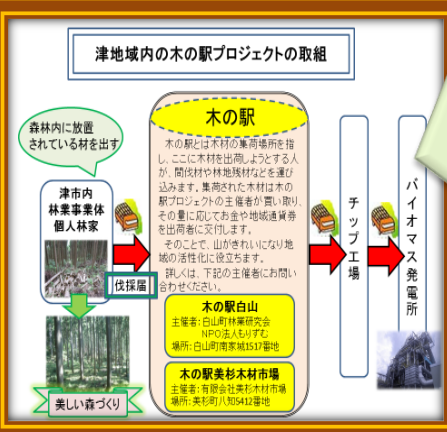 津地域内の木の駅プロジェクトの取組
森林内に放置
されている材を出す
津市内
林業事業体
個人林家
伐採届
美しい森づくり
木の駅
木の駅とは木材の集荷場所を指
し、ここに木材を出荷しようとする人
が、間伐材や林地残材などを運び
込みます。集荷された木材は木の
駅プロジェクトの主催者が買い取り、
その量に応じてお金や地域通貨券
を出荷者に交付します。
そのことで、山がきれいになり地
域の活性化に役立ちます。
詳しくは、下記の主催者にお問い
合わせください。
木の駅白山
主催者:白山町林業研究会
NPO法人もりずむ
場所:白山町南家城1517番地
木の駅美杉木材市場
主催者:有限会社美杉木材市場
場所:美杉町八知5412番地
チップ工場
バイオマス発電所